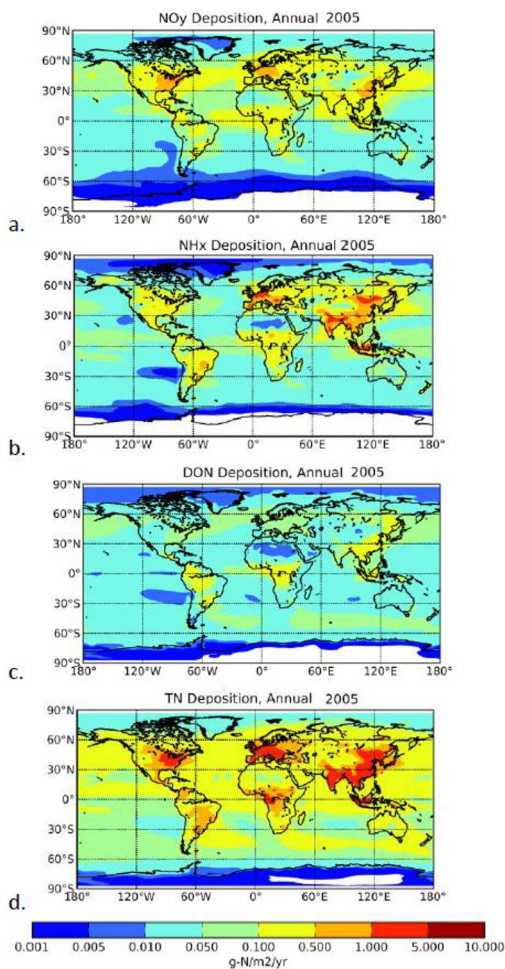 NOy Deposition, Annual 2005
90°N
60°N
30°N
0°
30°S
60°S
90°S
180° 120°W 60°W 0° 60°E 120°E 180°
a.
NHx Deposition, Annual 2005
90°N
60°N
30°N
0°
30°S
60°S
90°S
180° 120°W 60°W 0° 60°E 120°E 180°
b.
DON Deposition, Annual 2005
90°N
60°N
30°N
0°
30°S
60°S
90°S
180° 120°W 60°W 0° 60°E 120°E 180°
c.
TN Deposition, Annual 2005
90°N
60°N
30°N
0°
30°S
60°S
90°S
180° 120°W 60°W 0° 60°E 120°E 180°
d.
0.001 0.005 0.010 0.050 0.100 0.500 1.000 5.000 10.000
g-N/m2/yr